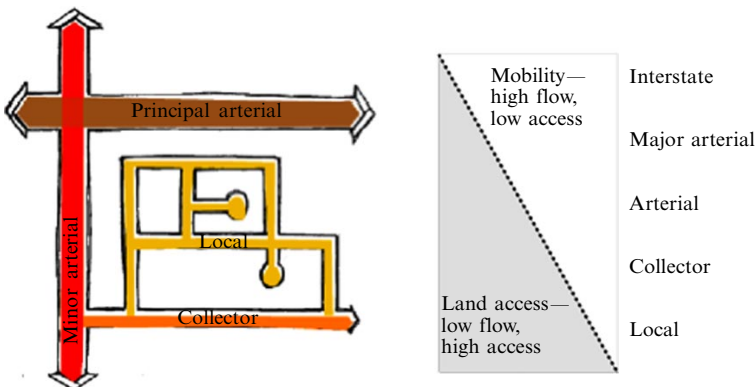 Principal arterial
Minor arterial
Local
Collector
Mobility—
high flow,
low access
Land access—
low flow,
high access
Interstate
Major arterial
Arterial
Collector
Local